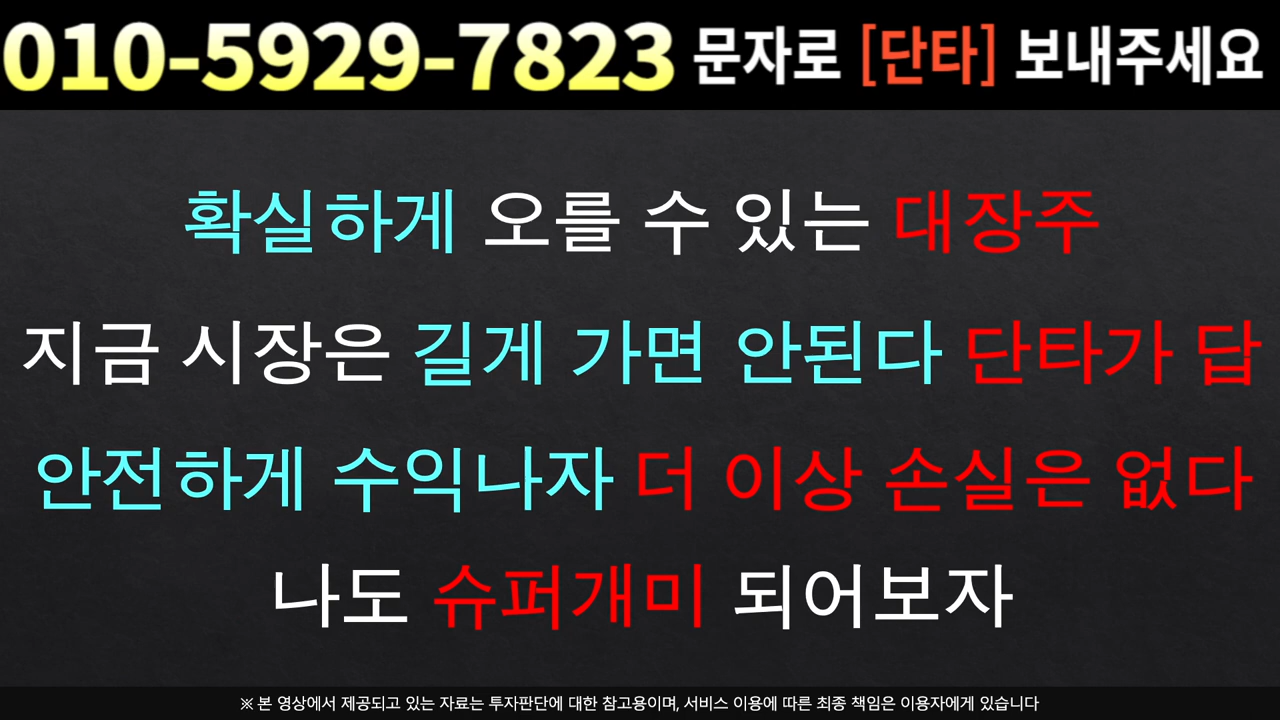 010-5929-7823 문자로 [단타] 보내주세요
확실하게 오를 수 있는 대장주
지금 시장은 길게 가면 안된다 단타가 답
안전하게 수익나자 더 이상 손실은 없다
나도 슈퍼개미 되어보자
※ 본 영상에서 제공되고 있는 자료는 투자판단에 대한 참고용이며, 서비스 이용에 따른 최종 책임은 이용자에게 있습니다